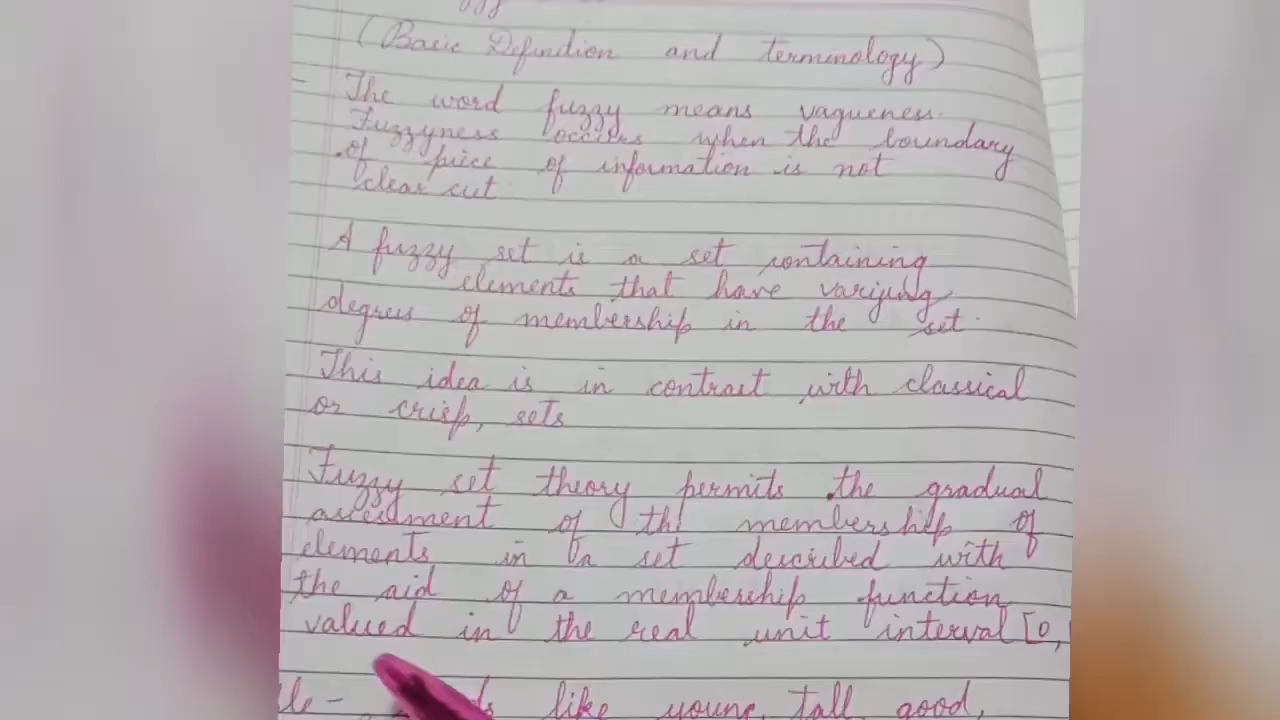 (Basic Definition and terminology)
The word fuzzy means vagueness.
Fuzzyness occurs when the boundary
of piece of information is not
clear cut.
A fuzzy set is a set containing
elements that have varying
degrees of membership in the set.
This idea is in contrast with classical
or crisp, sets
Fuzzy set theory permits the gradual
assessment of the membership of
elements in a set described with
the aid of a membership function
valued in the real unit interval [0,
like young, tall, good,